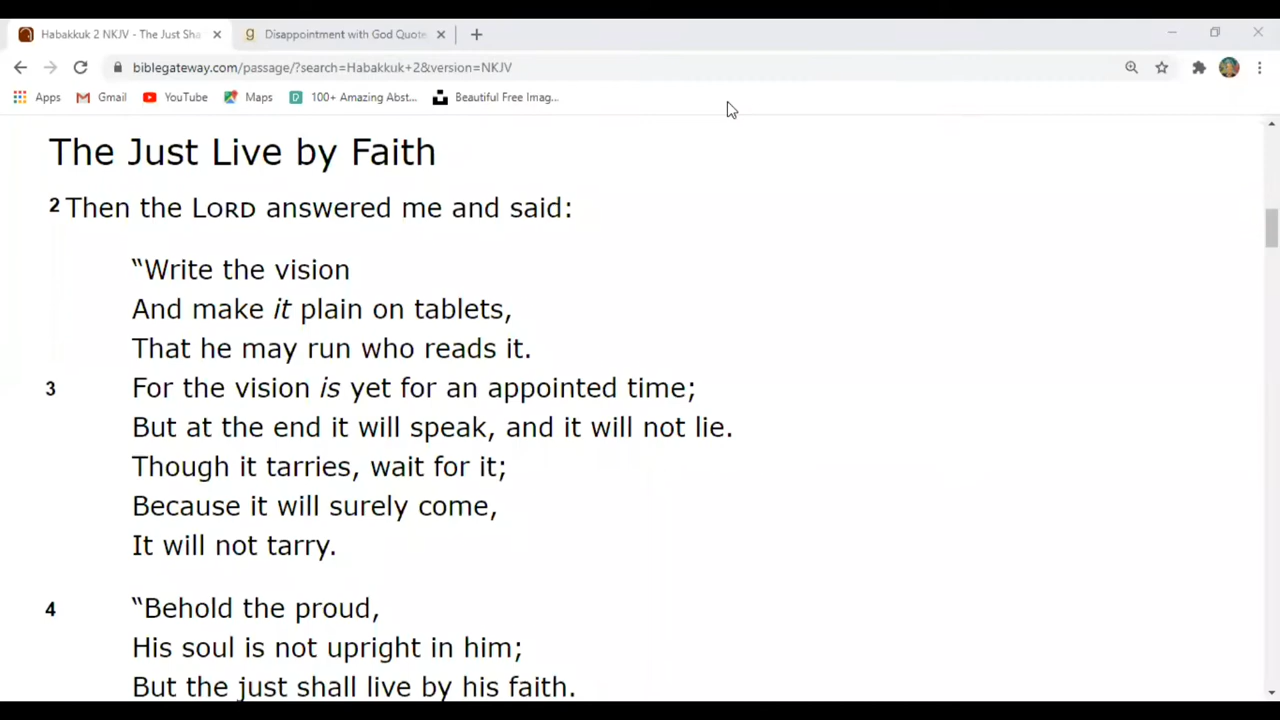 Habakkuk 2 NKJV - The Just Sha
Disappointment with God Quote
biblegateway.com/passage/?search=Habakkuk+2&version=NKJV
Apps Gmail YouTube Maps 100+ Amazing Abst... Beautiful Free Imag...
The Just Live by Faith
2 Then the LORD answered me and said:
“Write the vision
And make it plain on tablets,
That he may run who reads it.
3 For the vision is yet for an appointed time;
But at the end it will speak, and it will not lie.
Though it tarries, wait for it;
Because it will surely come,
It will not tarry.
4 “Behold the proud,
His soul is not upright in him;
But the just shall live by his faith.